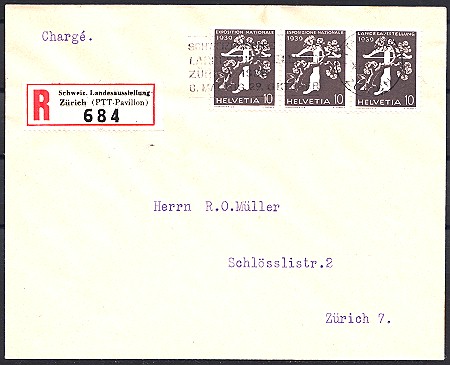 Chargé.
EXPOSITION NATIONALE
1939
HELVETIA 10
ESPOSIZIONE NAZIONALE
1939
HELVETIA 10
LANDESAUSSTELLUNG
1939
HELVETIA 10
R
Schweiz. Landesausstellung
Zürich (PTT-Pavillon)
684
Herrn R.O.Müller
Schlösslistr.2
Zürich 7.